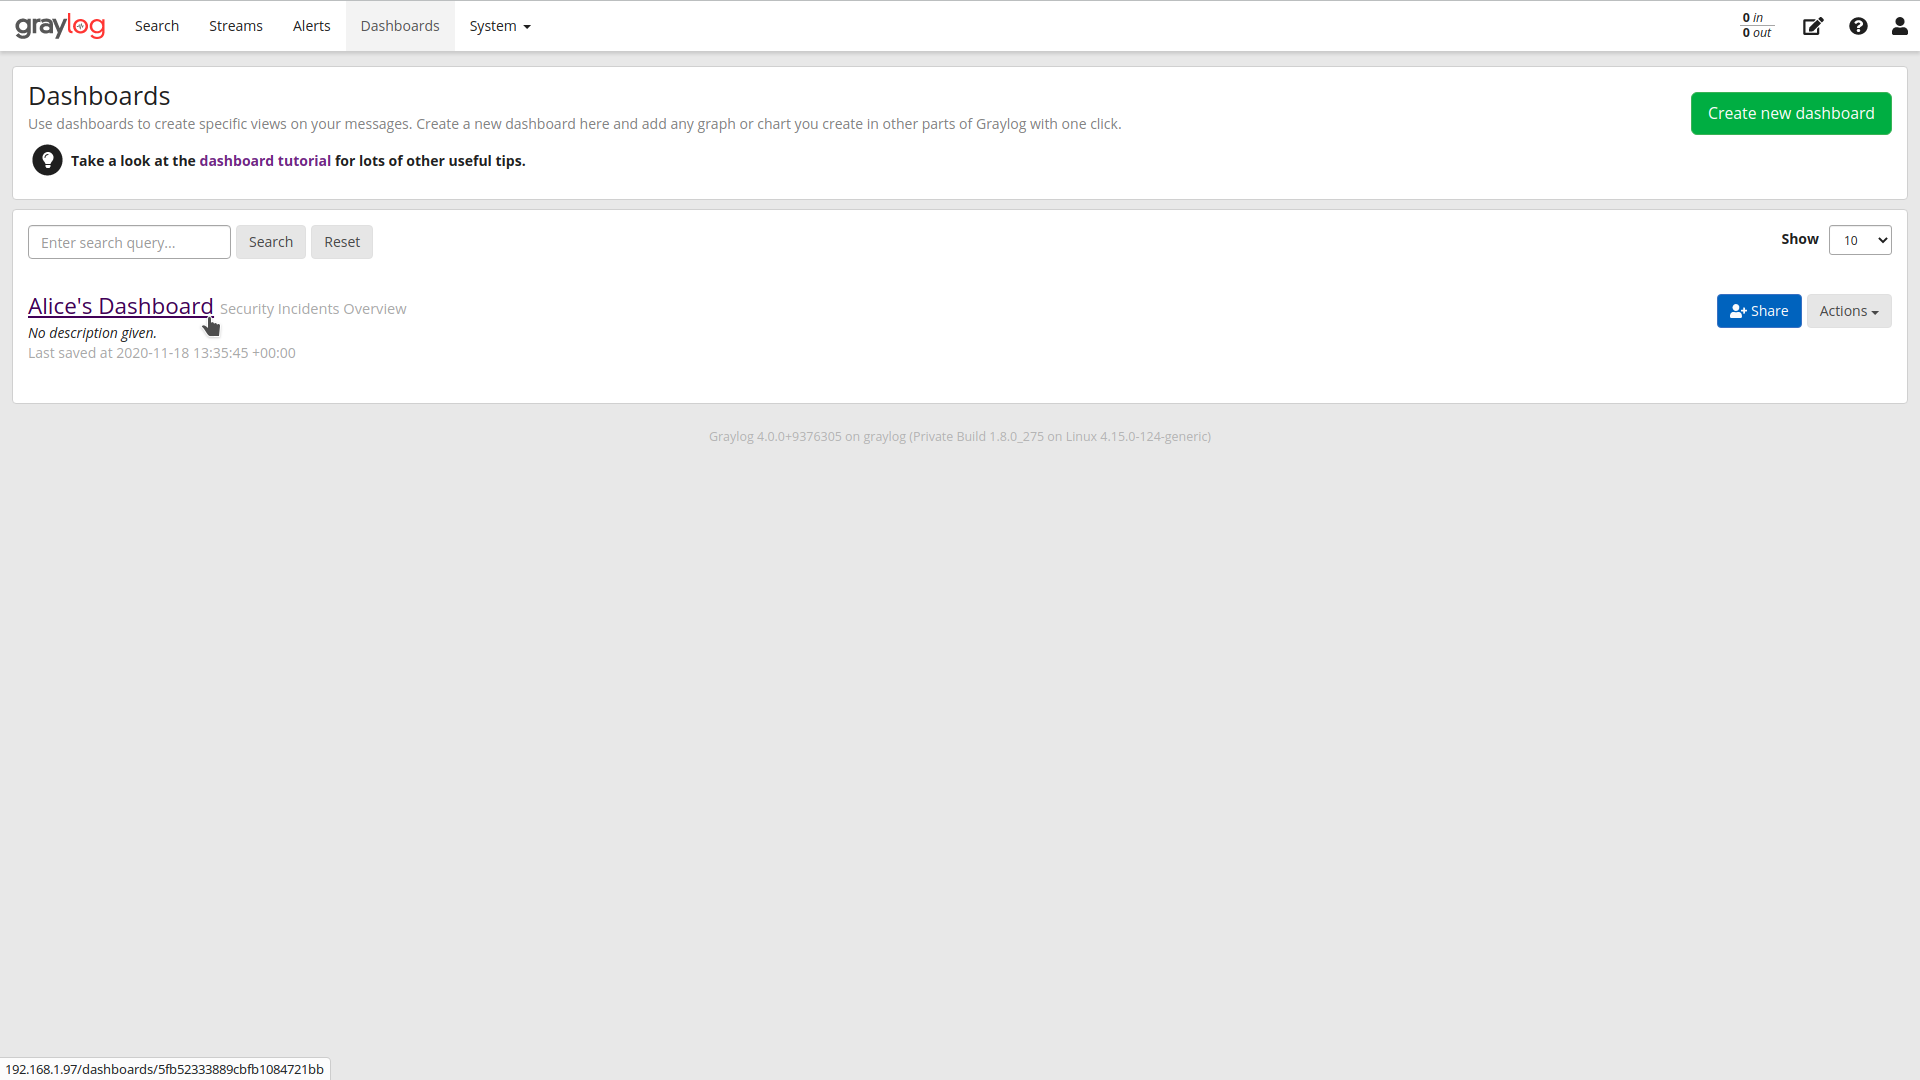 graylog Search Streams Alerts Dashboards System 0 in 0 out
Dashboards
Use dashboards to create specific views on your messages. Create a new dashboard here and add any graph or chart you create in other parts of Graylog with one click.
Create new dashboard
Take a look at the dashboard tutorial for lots of other useful tips.
Enter search query... Search Reset Show 10
Alice's Dashboard Security Incidents Overview Share Actions
No description given.
Last saved at 2020-11-18 13:35:45 +00:00
Graylog 4.0.0+9376305 on graylog (Private Build 1.8.0_275 on Linux 4.15.0-124-generic)
192.168.1.97/dashboards/5fb52333889cbfb1084721bb